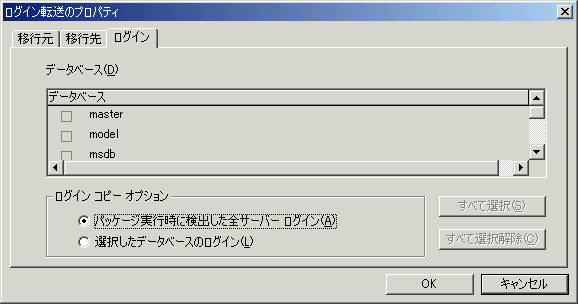 ログイン転送のプロパティ
移行元 移行先 ログイン
データベース(D)
データベース
master
model
msdb
ログイン コピー オプション
パッケージ実行時に検出した全サーバー ログイン(A)
選択したデータベースのログイン(L)
すべて選択(S)
すべて選択解除(C)
OK キャンセル